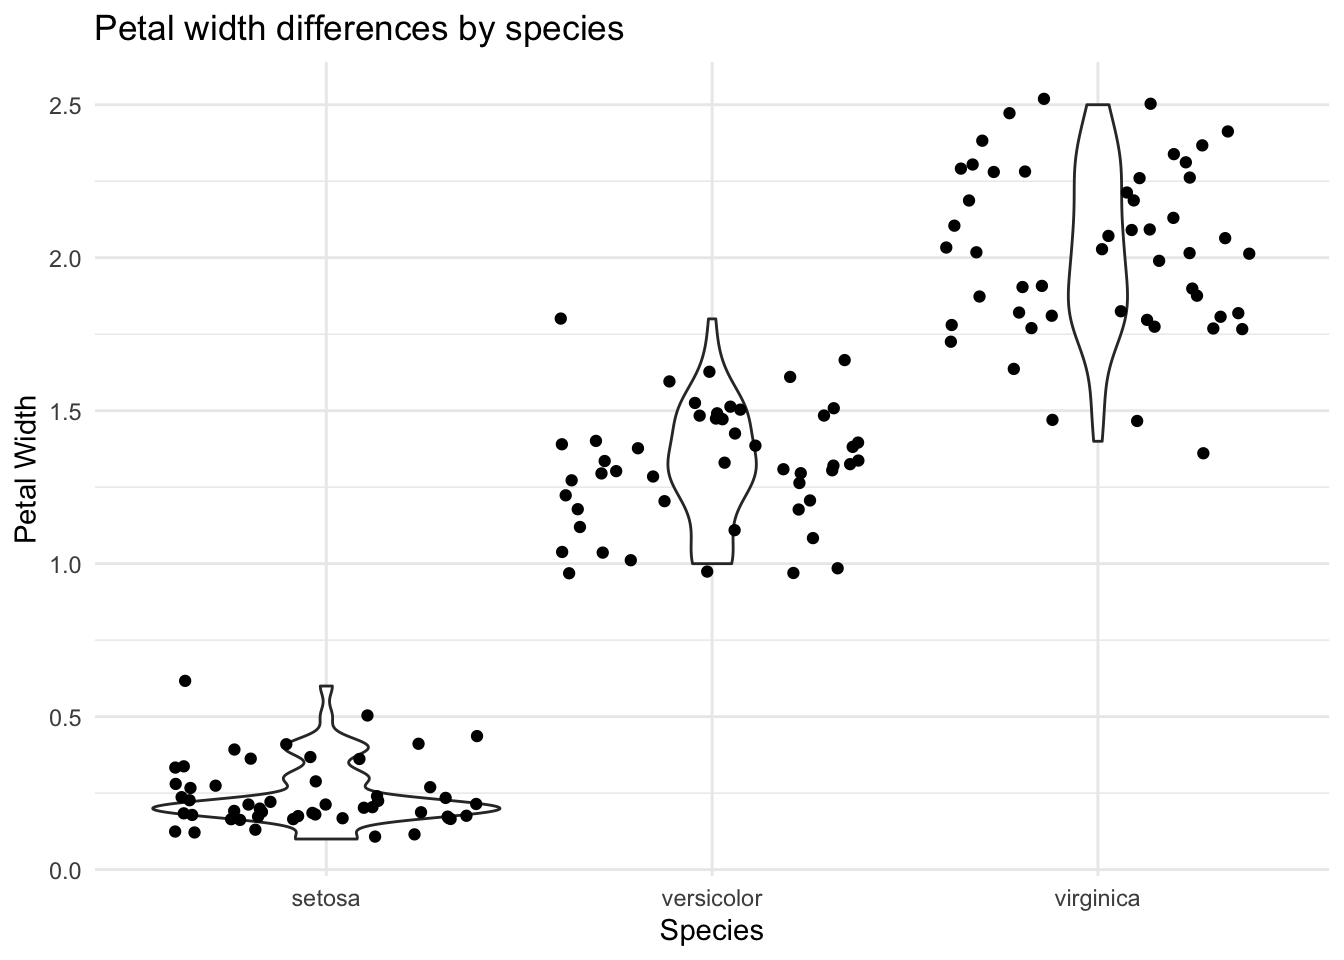 Petal width differences by species
2.5
2.0
1.5
1.0
0.5
0.0
Petal Width
setosa versicolor virginica
Species